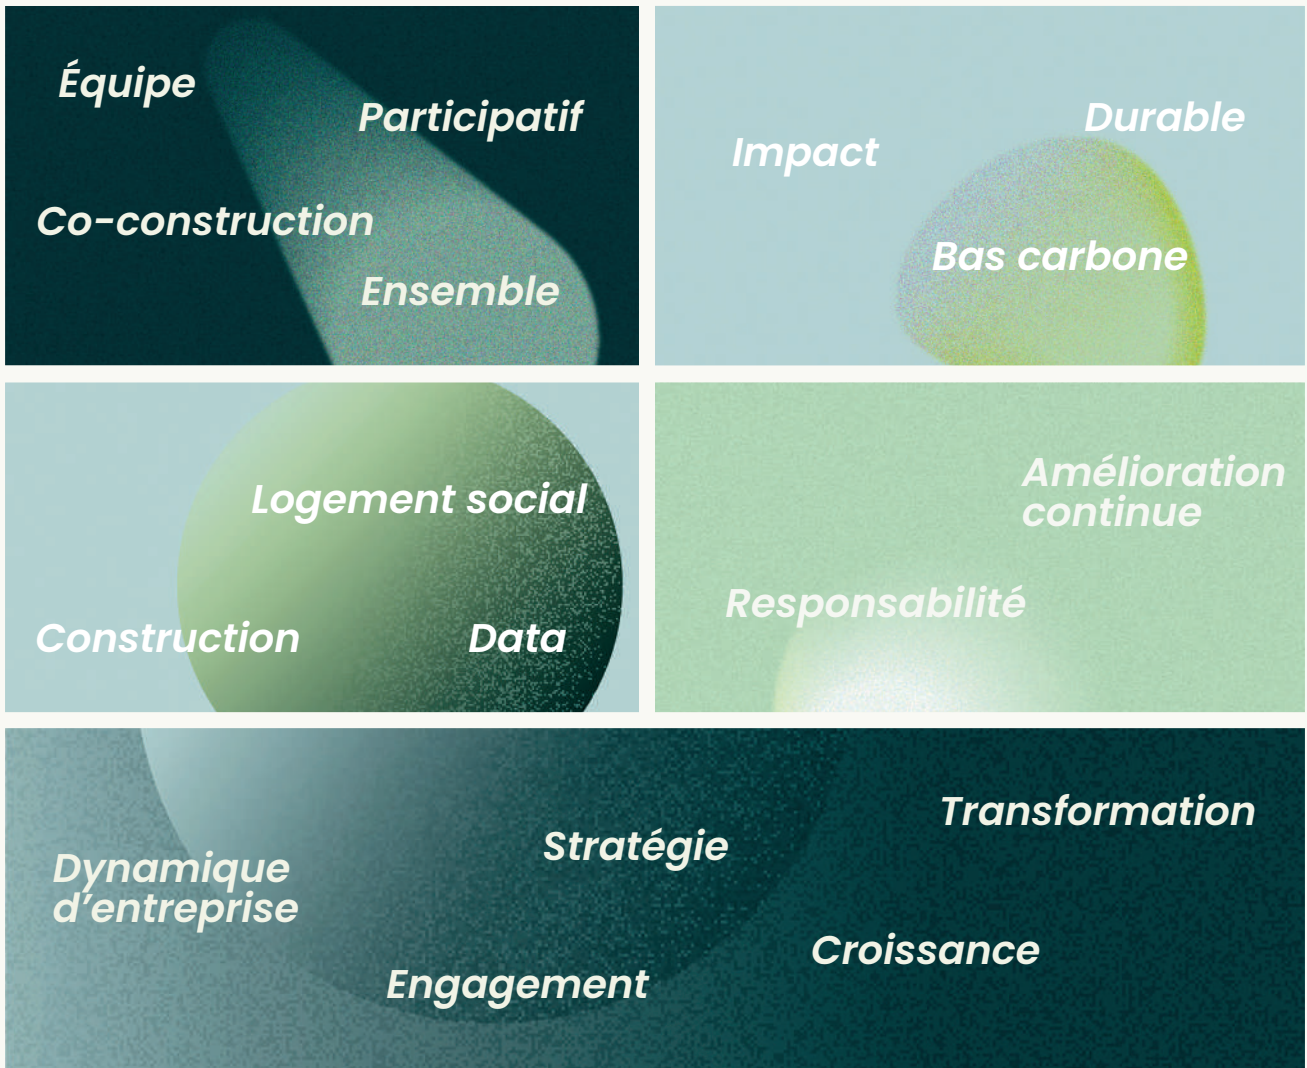 Équipe
Participatif
Co-construction
Ensemble
Durable
Impact
Bas carbone
Logement social
Construction
Data
Amélioration
continue
Responsabilité
Transformation
Stratégie
Dynamique
d’entreprise
Croissance
Engagement